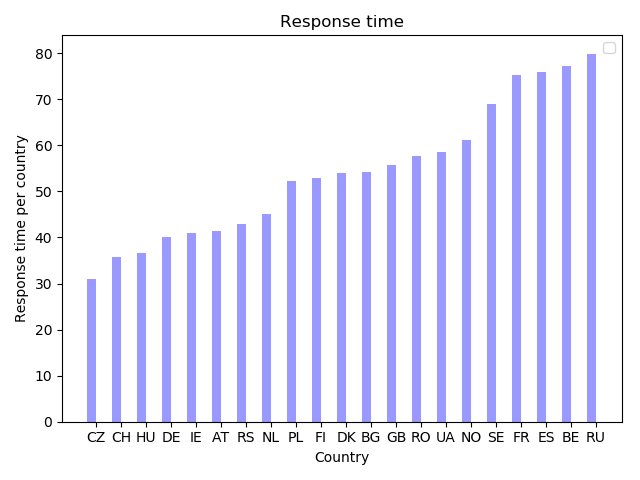 Response time
80
70
60
50
40
30
20
10
0
Response time per country
CZ CH HU DE IE AT RS NL PL FI DK BG GB RO UA NO SE FR ES BE RU
Country